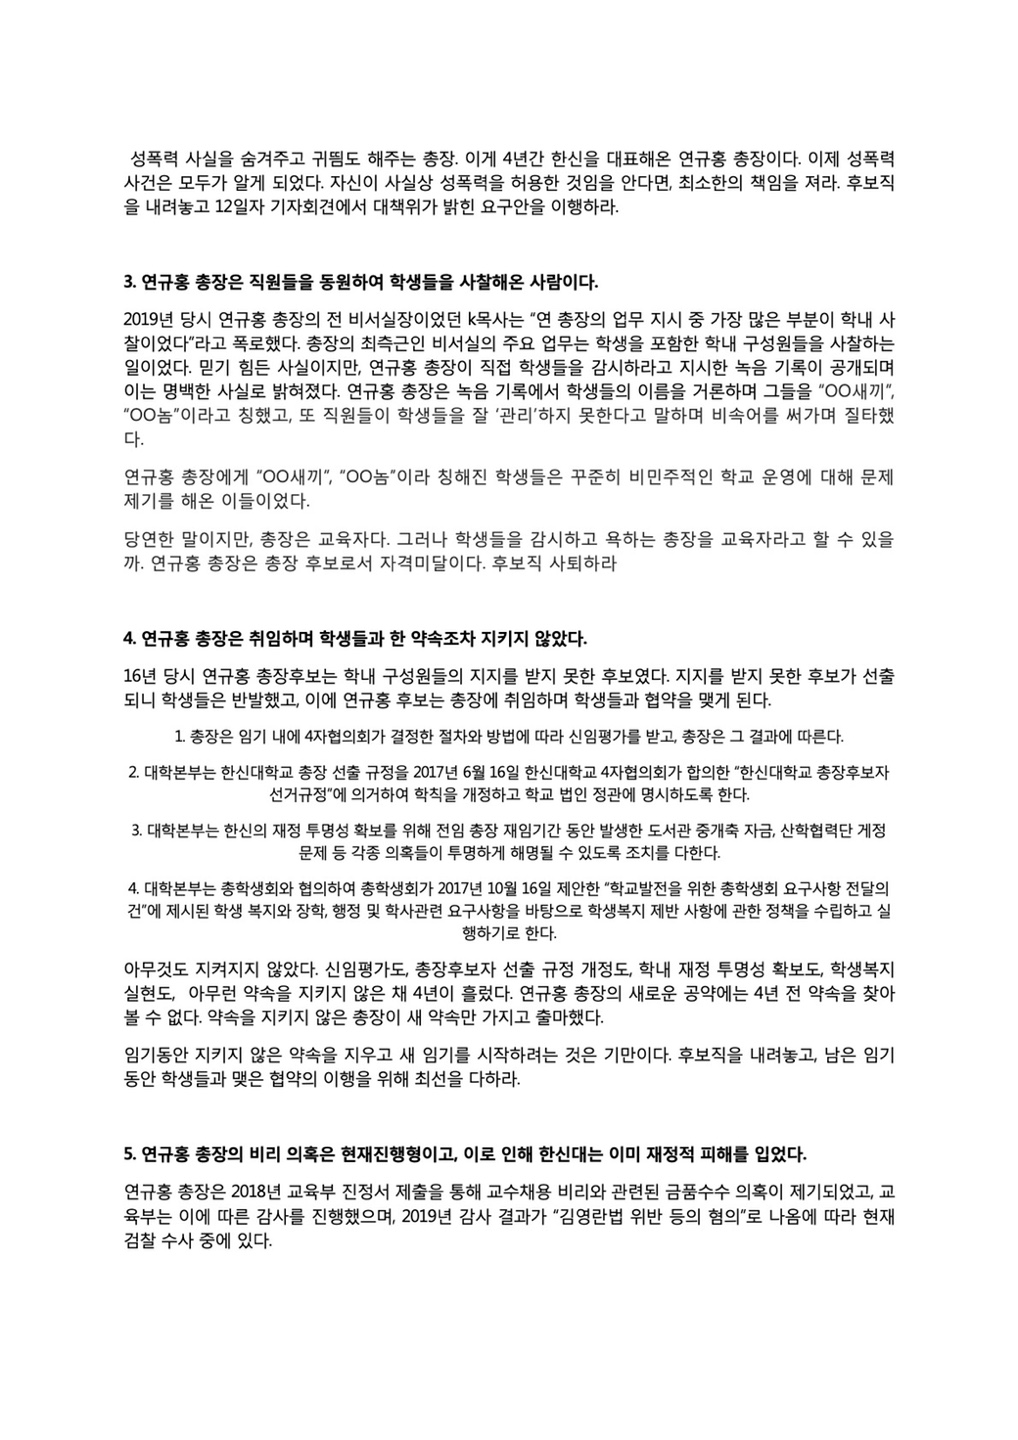 성폭력 사실을 숨겨주고 귀띔도 해주는 총장. 이게 4년간 한신을 대표해온 연규홍 총장이다. 이제 성폭력
사건은 모두가 알게 되었다. 자신이 사실상 성폭력을 허용한 것임을 안다면, 최소한의 책임을 져라. 후보직
을 내려놓고 12일자 기자회견에서 대책위가 밝힌 요구안을 이행하라.
3. 연규홍 총장은 직원들을 동원하여 학생들을 사찰해온 사람이다.
2019년 당시 연규홍 총장의 전 비서실장이었던 k목사는 “연 총장의 업무 지시 중 가장 많은 부분이 학내 사
찰이었다”라고 폭로했다. 총장의 최측근인 비서실의 주요 업무는 학생을 포함한 학내 구성원들을 사찰하는
일이었다. 믿기 힘든 사실이지만, 연규홍 총장이 직접 학생들을 감시하라고 지시한 녹음 기록이 공개되며
이는 명백한 사실로 밝혀졌다. 연규홍 총장은 녹음 기록에서 학생들의 이름을 거론하며 그들을 “OO새끼”,
“OO놈”이라고 칭했고, 또 직원들이 학생들을 잘 ‘관리’하지 못한다고 말하며 비속어를 써가며 질타했
다.
연규홍 총장에게 “OO새끼”, “OO놈”이라 칭해진 학생들은 꾸준히 비민주적인 학교 운영에 대해 문제
제기를 해온 이들이었다.
당연한 말이지만, 총장은 교육자다. 그러나 학생들을 감시하고 욕하는 총장을 교육자라고 할 수 있을
까. 연규홍 총장은 총장 후보로서 자격미달이다. 후보직 사퇴하라
4. 연규홍 총장은 취임하며 학생들과 한 약속조차 지키지 않았다.
16년 당시 연규홍 총장후보는 학내 구성원들의 지지를 받지 못한 후보였다. 지지를 받지 못한 후보가 선출
되니 학생들은 반발했고, 이에 연규홍 후보는 총장에 취임하며 학생들과 협약을 맺게 된다.
1. 총장은 임기 내에 4자협의회가 결정한 절차와 방법에 따라 신임평가를 받고, 총장은 그 결과에 따른다.
2. 대학본부는 한신대학교 총장 선출 규정을 2017년 6월 16일 한신대학교 4자협의회가 합의한 “한신대학교 총장후보자
선거규정”에 의거하여 학칙을 개정하고 학교 법인 정관에 명시하도록 한다.
3. 대학본부는 한신의 재정 투명성 확보를 위해 전임 총장 재임기간 동안 발생한 도서관 중개축 자금, 산학협력단 게정
문제 등 각종 의혹들이 투명하게 해명될 수 있도록 조치를 다한다.
4. 대학본부는 총학생회와 협의하여 총학생회가 2017년 10월 16일 제안한 “학교발전을 위한 총학생회 요구사항 전달의
건”에 제시된 학생 복지와 장학, 행정 및 학사관련 요구사항을 바탕으로 학생복지 제반 사항에 관한 정책을 수립하고 실
행하기로 한다.
아무것도 지켜지지 않았다. 신임평가도, 총장후보자 선출 규정 개정도, 학내 재정 투명성 확보도, 학생복지
실현도, 아무런 약속을 지키지 않은 채 4년이 흘렀다. 연규홍 총장의 새로운 공약에는 4년 전 약속을 찾아
볼 수 없다. 약속을 지키지 않은 총장이 새 약속만 가지고 출마했다.
임기동안 지키지 않은 약속을 지우고 새 임기를 시작하려는 것은 기만이다. 후보직을 내려놓고, 남은 임기
동안 학생들과 맺은 협약의 이행을 위해 최선을 다하라.
5. 연규홍 총장의 비리 의혹은 현재진행형이고, 이로 인해 한신대는 이미 재정적 피해를 입었다.
연규홍 총장은 2018년 교육부 진정서 제출을 통해 교수채용 비리와 관련된 금품수수 의혹이 제기되었고, 교
육부는 이에 따른 감사를 진행했으며, 2019년 감사 결과가 “김영란법 위반 등의 혐의”로 나옴에 따라 현재
검찰 수사 중에 있다.